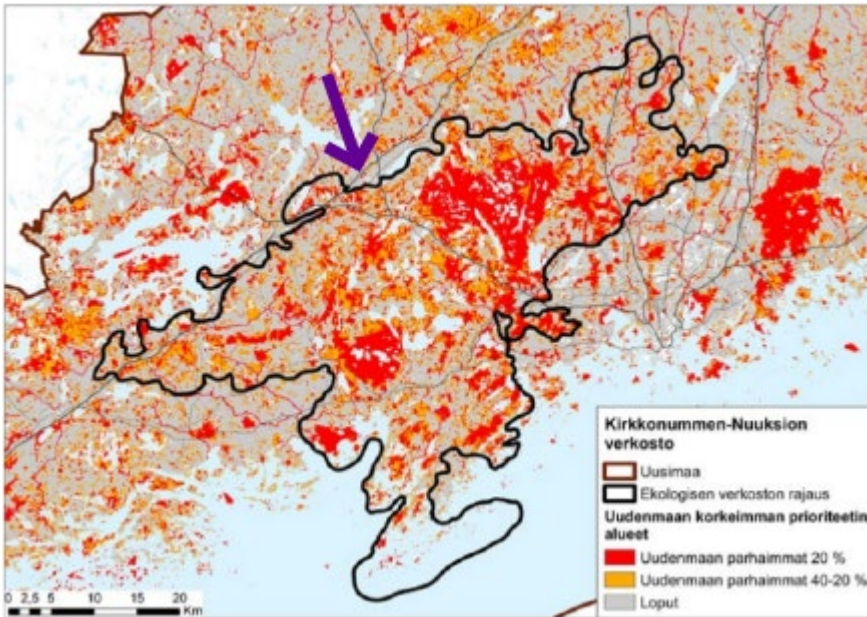 Kirkkonummen-Nuuksion
verkosto
Uusimaa
Ekologisen verkoston rajaus
Uudenmaan korkeimman prioriteetin
alueet
Uudenmaan parhaimmat 20 %
Uudenmaan parhaimmat 40-20 %
Loput
0 2,5 5 10 15 20
Km